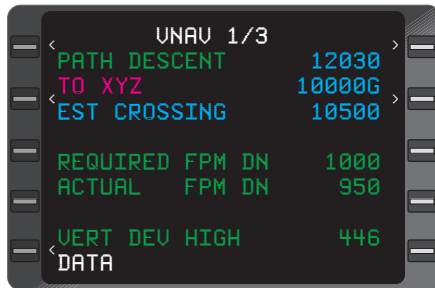 VNAV 1/3
PATH DESCENT 12030
TO XYZ 10000G
EST CROSSING 10500
REQUIRED FPM DN 1000
ACTUAL FPM DN 950
VERT DEV HIGH 446
DATA